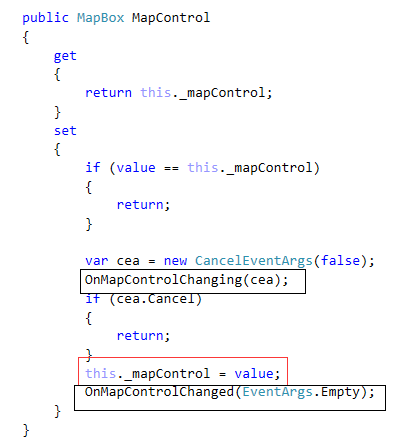 public MapBox MapControl
{
get
{
return this._mapControl;
}
set
{
if (value == this._mapControl)
{
return;
}
var cea = new CancelEventArgs(false);
OnMapControlChanging(cea);
if (cea.Cancel)
{
return;
}
this._mapControl = value;
OnMapControlChanged(EventArgs.Empty);
}
}